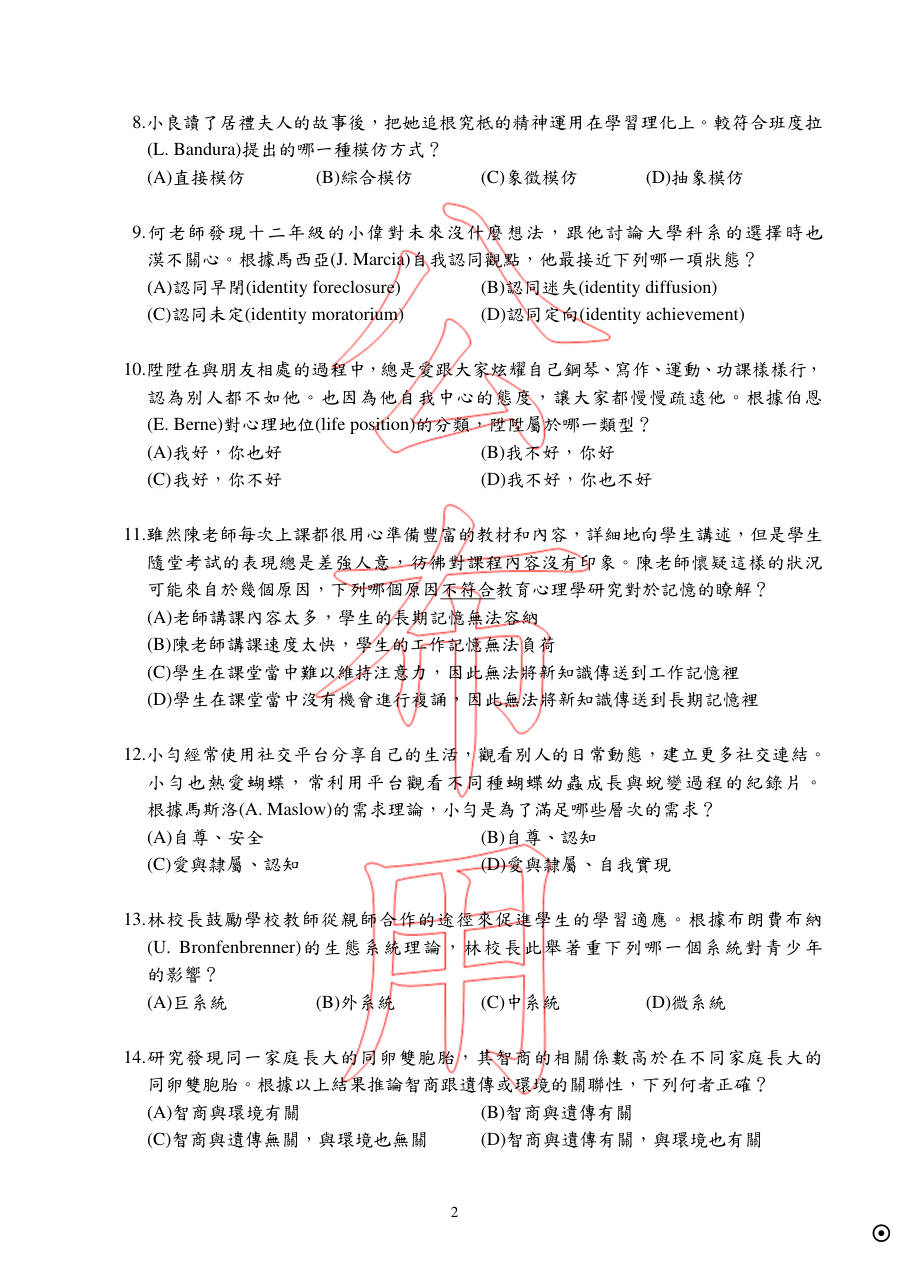 8.小良讀了居禮夫人的故事後，把她追根究柢的精神運用在學習理化上。較符合班度拉
(L. Bandura)提出的哪一種模仿方式？
(A)直接模仿 (B)綜合模仿 (C)象徵模仿 (D)抽象模仿
9.何老師發現十二年級的小偉對未來沒什麼想法，跟他討論大學科系的選擇時也
漠不關心。根據馬西亞(J. Marcia)自我認同觀點，他最接近下列哪一項狀態？
(A)認同早閉(identity foreclosure) (B)認同迷失(identity diffusion)
(C)認同未定(identity moratorium) (D)認同定向(identity achievement)
10.陞陞在與朋友相處的過程中，總是愛跟大家炫耀自己鋼琴、寫作、運動、功課樣樣行，
認為別人都不如他。也因為他自我中心的態度，讓大家都慢慢疏遠他。根據伯恩
(E. Berne)對心理地位(life position)的分類，陞陞屬於哪一類型？
(A)我好，你也好 (B)我不好，你好
(C)我好，你不好 (D)我不好，你也不好
11.雖然陳老師每次上課都很用心準備豐富的教材和內容，詳細地向學生講述，但是學生
隨堂考試的表現總是差強人意，彷彿對課程內容沒有印象。陳老師懷疑這樣的狀況
可能來自於幾個原因，下列哪個原因不符合教育心理學研究對於記憶的瞭解？
(A)老師講課內容太多，學生的長期記憶無法容納
(B)陳老師講課速度太快，學生的工作記憶無法負荷
(C)學生在課堂當中難以維持注意力，因此無法將新知識傳送到工作記憶裡
(D)學生在課堂當中沒有機會進行複誦，因此無法將新知識傳送到長期記憶裡
12.小勻經常使用社交平台分享自己的生活，觀看別人的日常動態，建立更多社交連結。
小勻也熱愛蝴蝶，常利用平台觀看不同種蝴蝶幼蟲成長與蛻變過程的紀錄片。
根據馬斯洛(A. Maslow)的需求理論，小勻是為了滿足哪些層次的需求？
(A)自尊、安全 (B)自尊、認知
(C)愛與隸屬、認知 (D)愛與隸屬、自我實現
13.林校長鼓勵學校教師從親師合作的途徑來促進學生的學習適應。根據布朗費布納
(U. Bronfenbrenner)的生態系統理論，林校長此舉著重下列哪一個系統對青少年
的影響？
(A)巨系統 (B)外系統 (C)中系統 (D)微系統
14.研究發現同一家庭長大的同卵雙胞胎，其智商的相關係數高於在不同家庭長大的
同卵雙胞胎。根據以上結果推論智商跟遺傳或環境的關聯性，下列何者正確？
(A)智商與環境有關 (B)智商與遺傳有關
(C)智商與遺傳無關，與環境也無關 (D)智商與遺傳有關，與環境也有關
公
布
用
2